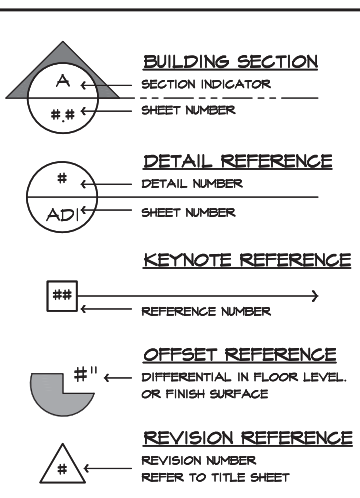 BUILDING SECTION
A
SECTION INDICATOR
#.#
SHEET NUMBER
DETAIL REFERENCE
#
DETAIL NUMBER
AD1
SHEET NUMBER
KEYNOTE REFERENCE
##
REFERENCE NUMBER
OFFSET REFERENCE
#"
DIFFERENTIAL IN FLOOR LEVEL.
OR FINISH SURFACE
REVISION REFERENCE
REVISION NUMBER
#
REFER TO TITLE SHEET